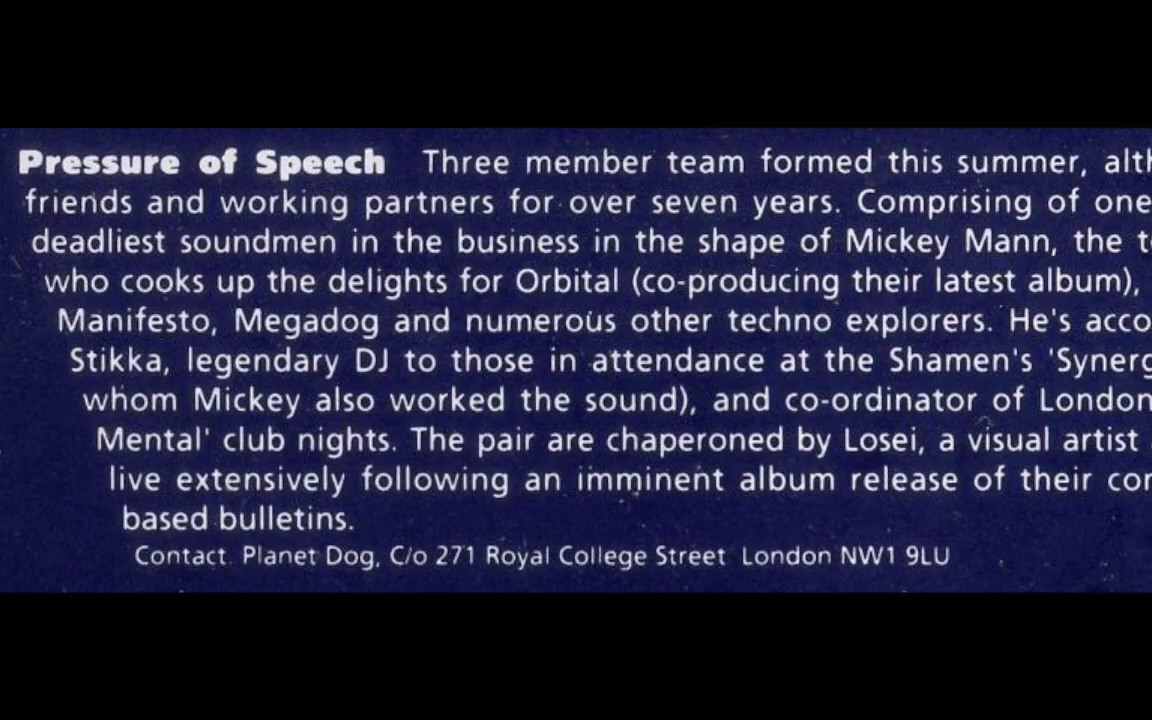 Pressure of Speech Three member team formed this summer,
friends and working partners for over seven years. Comprising of one
deadliest soundmen in the business in the shape of Mickey Mann, the
who cooks up the delights for Orbital (co-producing their latest album),
Manifesto, Megadog and numerous other techno explorers. He's
Stikka, legendary DJ to those in attendance at the Shamen's
whom Mickey also worked the sound), and co-ordinator of London
Mental' club nights. The pair are chaperoned by Losei, a visual artist
live extensively following an imminent album release of their
based bulletins.
Contact Planet Dog, C/o 271 Royal College Street London NW1 9LU